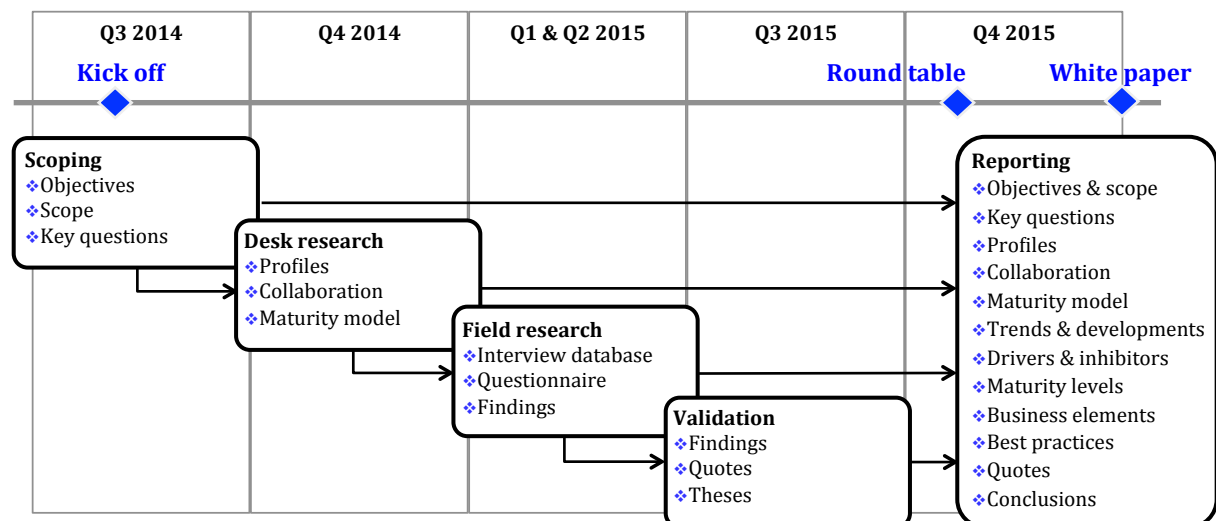 Q3 2014
Q4 2014
Q1 & Q2 2015
Q3 2015
Q4 2015
Kick off
Round table
White paper
Scoping
❖Objectives
❖Scope
❖Key questions
Desk research
❖Profiles
❖Collaboration
❖Maturity model
Field research
❖Interview database
❖Questionnaire
❖Findings
Validation
❖Findings
❖Quotes
❖Theses
Reporting
❖Objectives & scope
❖Key questions
❖Profiles
❖Collaboration
❖Maturity model
❖Trends & developments
❖Drivers & inhibitors
❖Maturity levels
❖Business elements
❖Best practices
❖Quotes
❖Conclusions